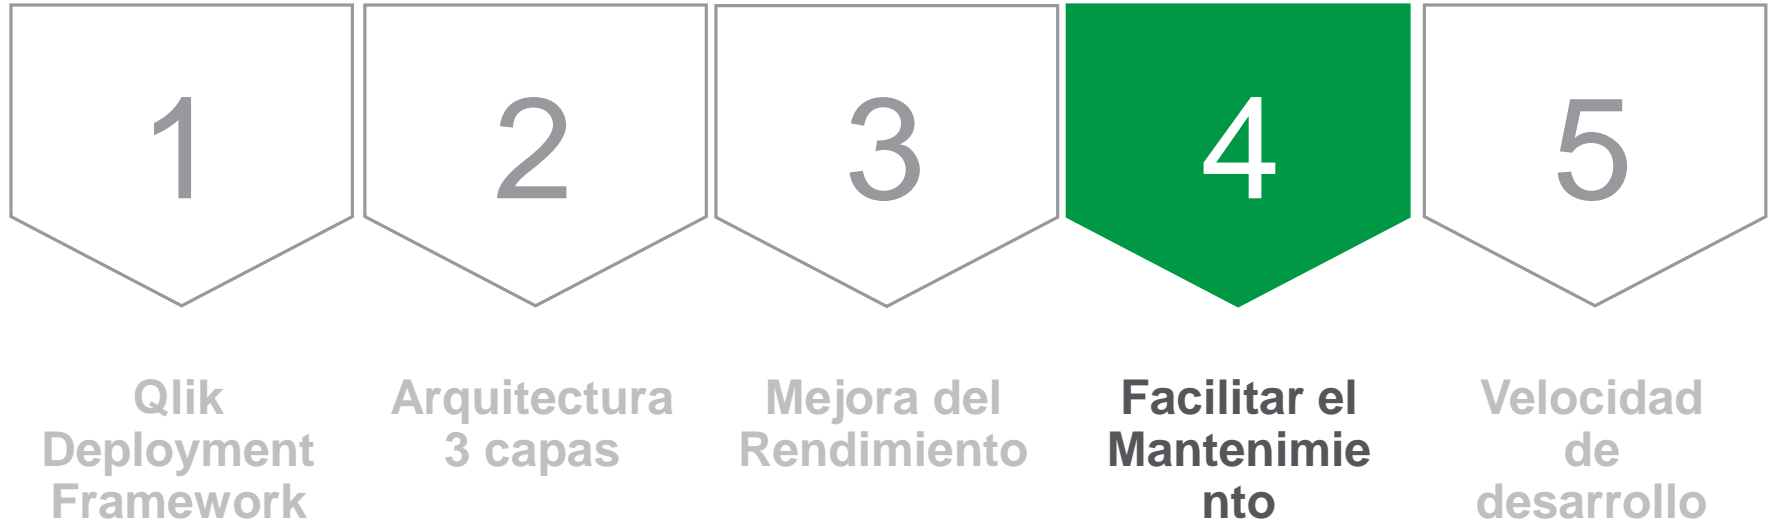 1
2
3
4
5
Qlik
Deployment
Framework
Arquitectura
3 capas
Mejora del
Rendimiento
Facilitar el
Mantenimie
nto
Velocidad
de
desarrollo